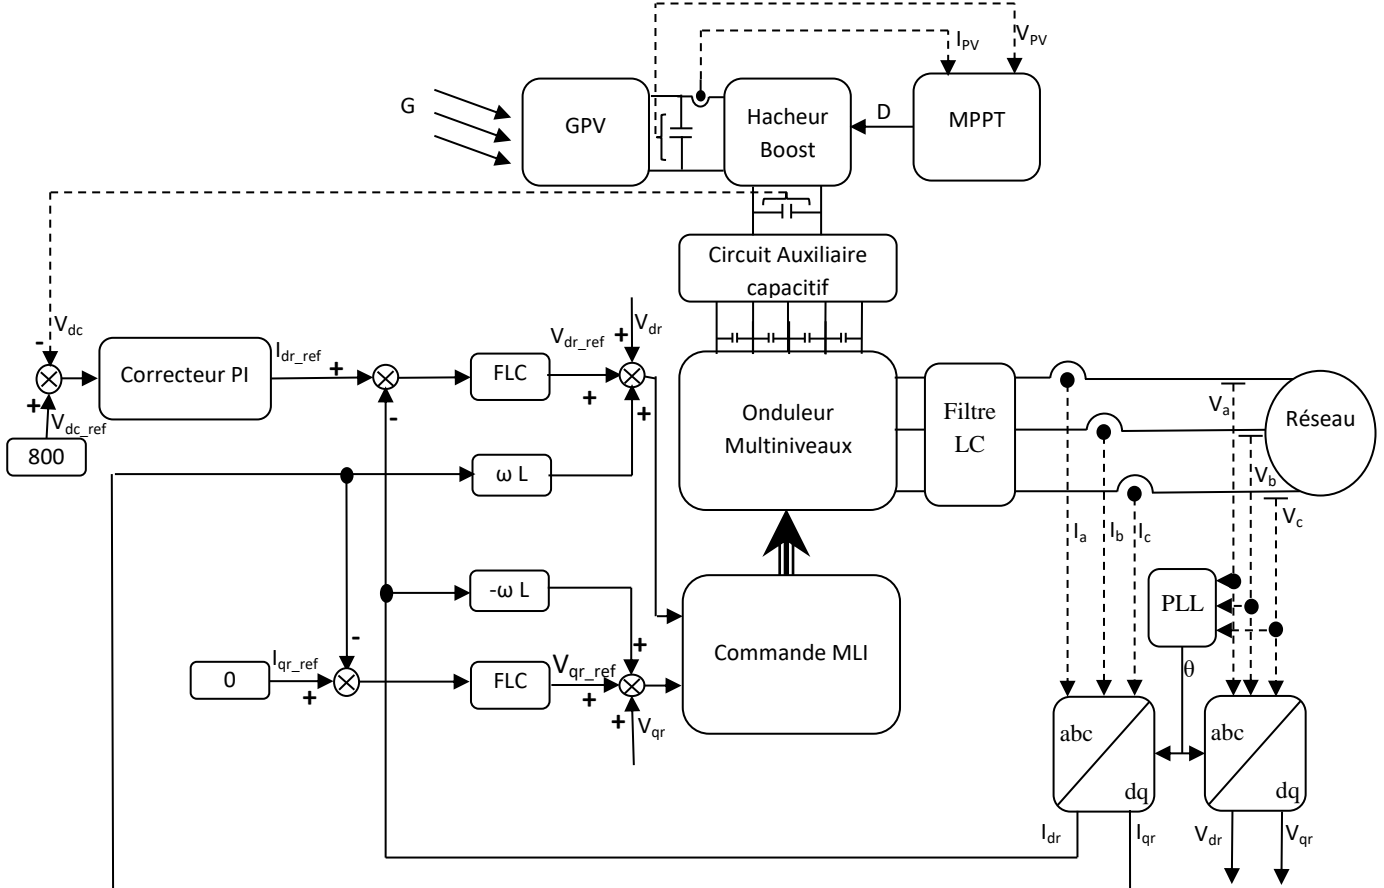 I_PV
V_PV
G
GPV
Hacheur
Boost
D
MPPT
Circuit Auxiliaire
capacitif
V_dc
-
+
V_dc_ref
800
Correcteur PI
I_dr_ref
+
-
FLC
V_dr_ref
+
+
V_dr
+
ω L
Onduleur
Multiniveaux
Filtre
LC
Réseau
V_a
V_b
V_c
I_a
I_b
I_c
-ω L
+
-
0
I_qr_ref
+
FLC
V_qr_ref
+
+
V_qr
Commande MLI
PLL
θ
abc
dq
abc
dq
I_dr
I_qr
V_dr
V_qr